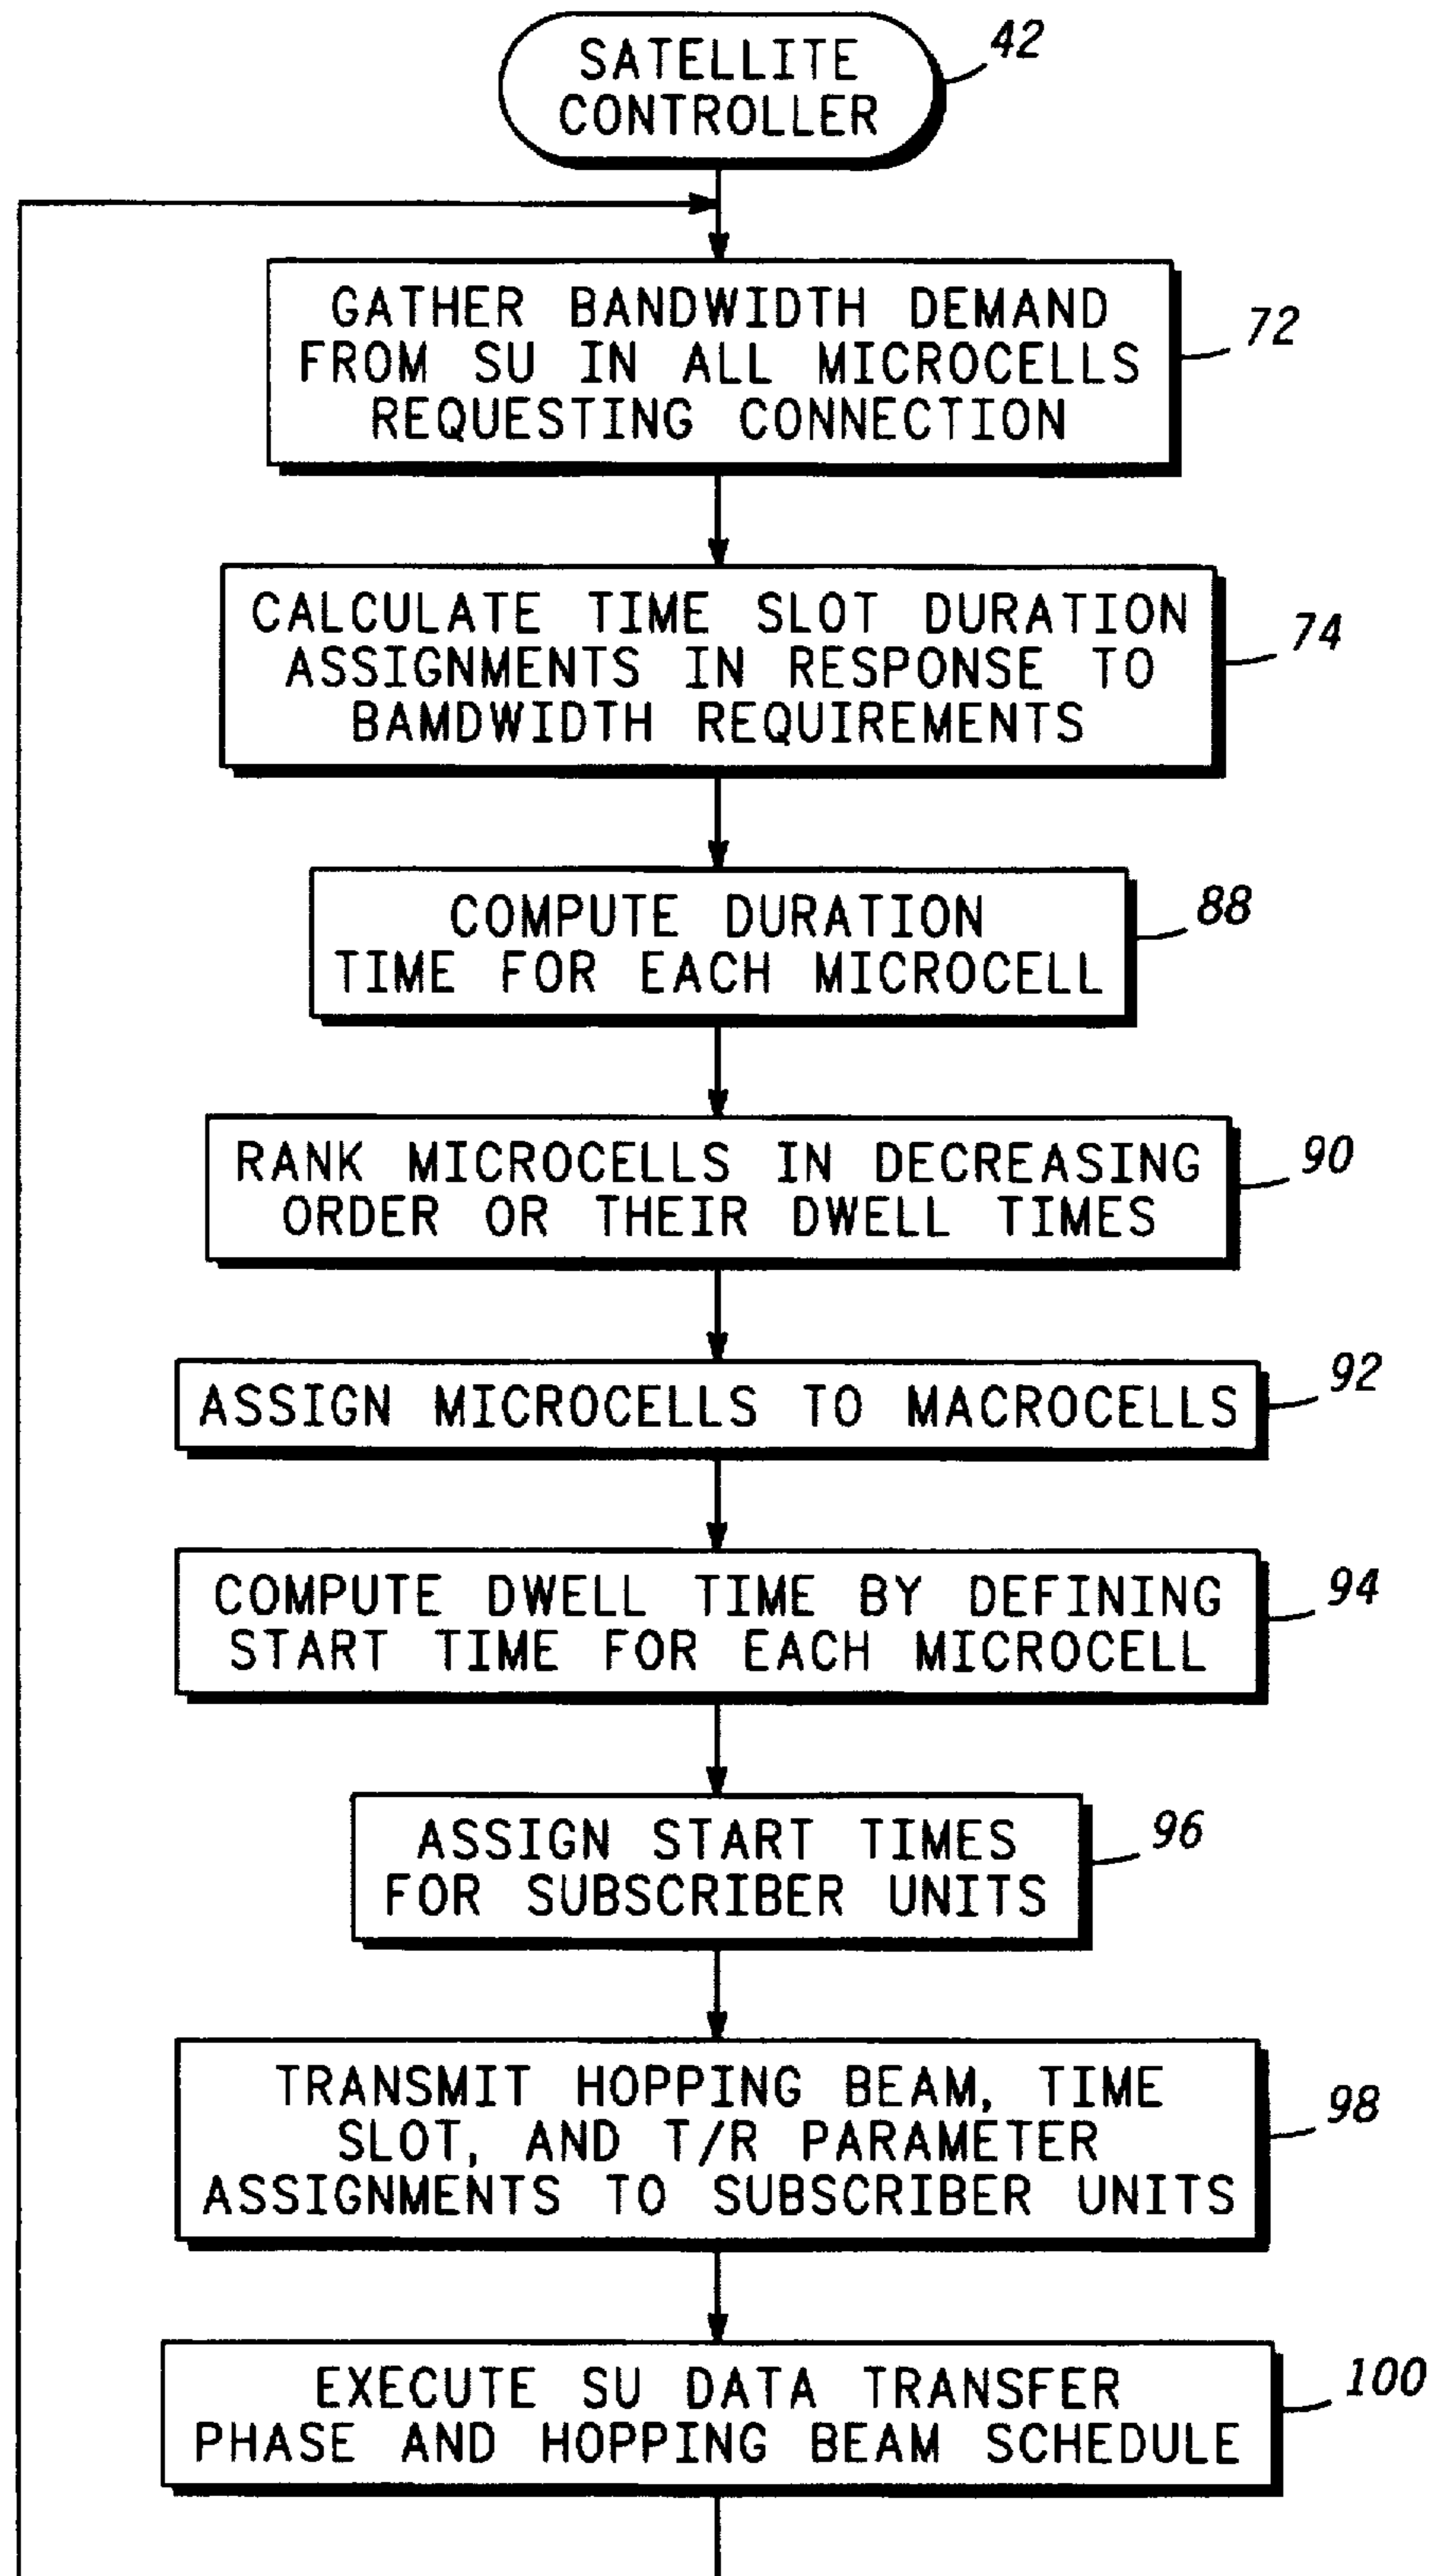 SATELLITE
CONTROLLER
42
GATHER BANDWIDTH DEMAND
FROM SU IN ALL MICROCELLS
REQUESTING CONNECTION
72
CALCULATE TIME SLOT DURATION
ASSIGNMENTS IN RESPONSE TO
BAMDWIDTH REQUIREMENTS
74
COMPUTE DURATION
TIME FOR EACH MICROCELL
88
RANK MICROCELLS IN DECREASING
ORDER OR THEIR DWELL TIMES
90
ASSIGN MICROCELLS TO MACROCELLS
92
COMPUTE DWELL TIME BY DEFINING
START TIME FOR EACH MICROCELL
94
ASSIGN START TIMES
FOR SUBSCRIBER UNITS
96
TRANSMIT HOPPING BEAM, TIME
SLOT, AND T/R PARAMETER
ASSIGNMENTS TO SUBSCRIBER UNITS
98
EXECUTE SU DATA TRANSFER
PHASE AND HOPPING BEAM SCHEDULE
100